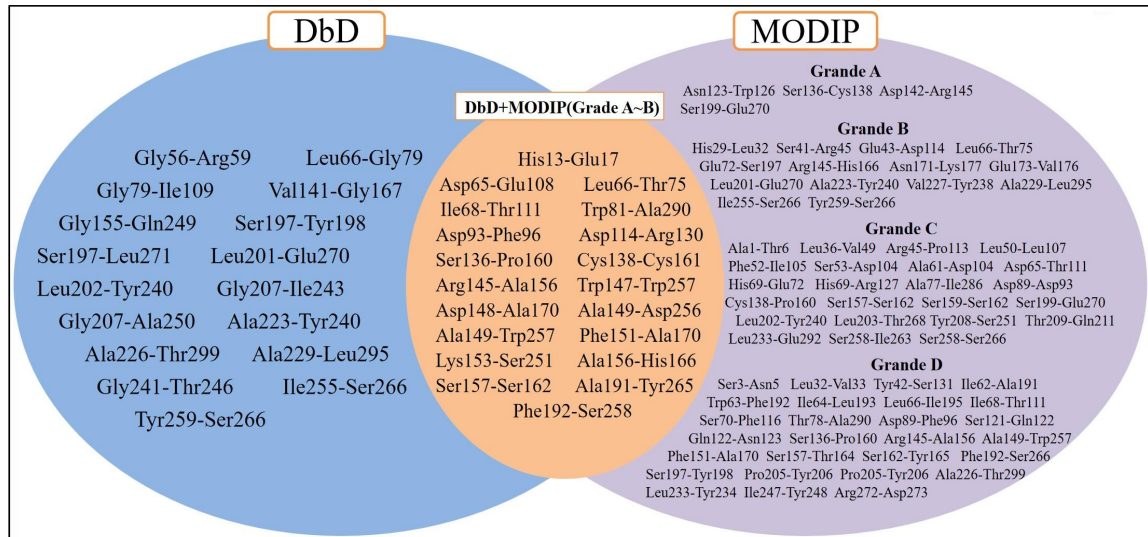 DbD
MODIP
DbD+MODIP(Grade A~B)
Gly56-Arg59 Leu66-Gly79
Gly79-Ile109 Val141-Gly167
Gly155-Gln249 Ser197-Tyr198
Ser197-Leu271 Leu201-Glu270
Leu202-Tyr240 Gly207-Ile243
Gly207-Ala250 Ala223-Tyr240
Ala226-Thr299 Ala229-Leu295
Gly241-Thr246 Ile255-Ser266
Tyr259-Ser266
His13-Glu17
Asp65-Glu108 Leu66-Thr75
Ile68-Thr111 Trp81-Ala290
Asp93-Phe96 Asp114-Arg130
Ser136-Pro160 Cys138-Cys161
Arg145-Ala156 Trp147-Trp257
Asp148-Ala170 Ala149-Asp256
Ala149-Trp257 Phe151-Ala170
Lys153-Ser251 Ala156-His166
Ser157-Ser162 Ala191-Tyr265
Phe192-Ser258
Grande A
Asn123-Trp126 Ser136-Cys138 Asp142-Arg145
Ser199-Glu270
Grande B
His29-Leu32 Ser41-Arg45 Glu43-Asp114 Leu66-Thr75
Glu72-Ser197 Arg145-His166 Asn171-Lys177 Glu173-Val176
Leu201-Glu270 Ala223-Tyr240 Val227-Tyr238 Ala229-Leu295
Ile255-Ser266 Tyr259-Ser266
Grande C
Ala1-Thr6 Leu36-Val49 Arg45-Pro113 Leu50-Leu107
Phe52-Ile105 Ser53-Asp104 Ala61-Asp104 Asp65-Thr111
His69-Glu72 His69-Arg127 Ala77-Ile286 Asp89-Asp93
Cys138-Pro160 Ser157-Ser162 Ser159-Ser162 Ser199-Glu270
Leu202-Tyr240 Leu203-Thr268 Tyr208-Ser251 Thr209-Gln211
Leu233-Glu292 Ser258-Ile263 Ser258-Ser266
Grande D
Ser3-Asn5 Leu32-Val33 Tyr42-Ser131 Ile62-Ala191
Trp63-Phe192 Ile64-Leu193 Leu66-Ile195 Ile68-Thr111
Ser70-Phe116 Thr78-Ala290 Asp89-Phe96 Ser121-Gln122
Gln122-Asn123 Ser136-Pro160 Arg145-Ala156 Ala149-Trp257
Phe151-Ala170 Ser157-Thr164 Ser162-Tyr165 Phe192-Ser266
Ser197-Tyr198 Pro205-Tyr206 Pro205-Tyr206 Ala226-Thr299
Leu233-Tyr234 Ile247-Tyr248 Arg272-Asp273